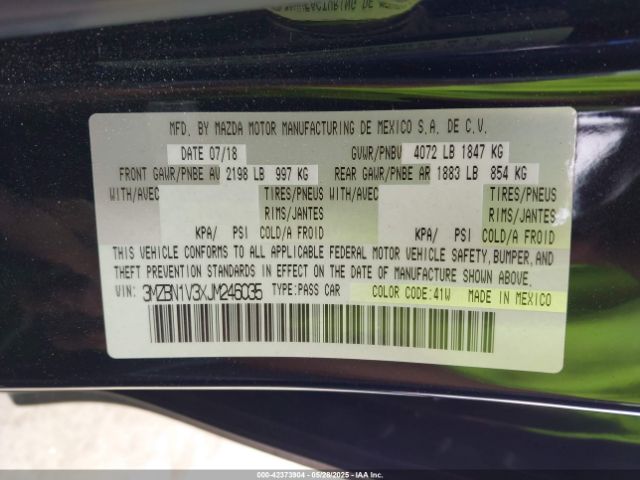 MFD. BY MAZDA MOTOR MANUFACTURING DE MEXICO S.A. DE C.V.
DATE 07/18 GVWR/PNBV 4072 LB 1847 KG
FRONT GAWR/PNBE AV 2198 LB 997 KG REAR GAWR/PNBE AR 1883 LB 854 KG
WITH/AVEC TIRES/PNEUS WITH/AVEC TIRES/PNEUS
RIMS/JANTES RIMS/JANTES
KPA/ PSI COLD/A FROID KPA/ PSI COLD/A FROID
THIS VEHICLE CONFORMS TO ALL APPLICABLE FEDERAL MOTOR VEHICLE SAFETY, BUMPER, AND
THEFT PREVENTION STANDARDS IN EFFECT ON THE DATE OF MANUFACTURE SHOWN ABOVE.
VIN: 3MZBN1V3XJM246035 TYPE:PASS CAR COLOR CODE:41W MADE IN MEXICO
000-42373904 - 05/28/2025 - IAAI.COM